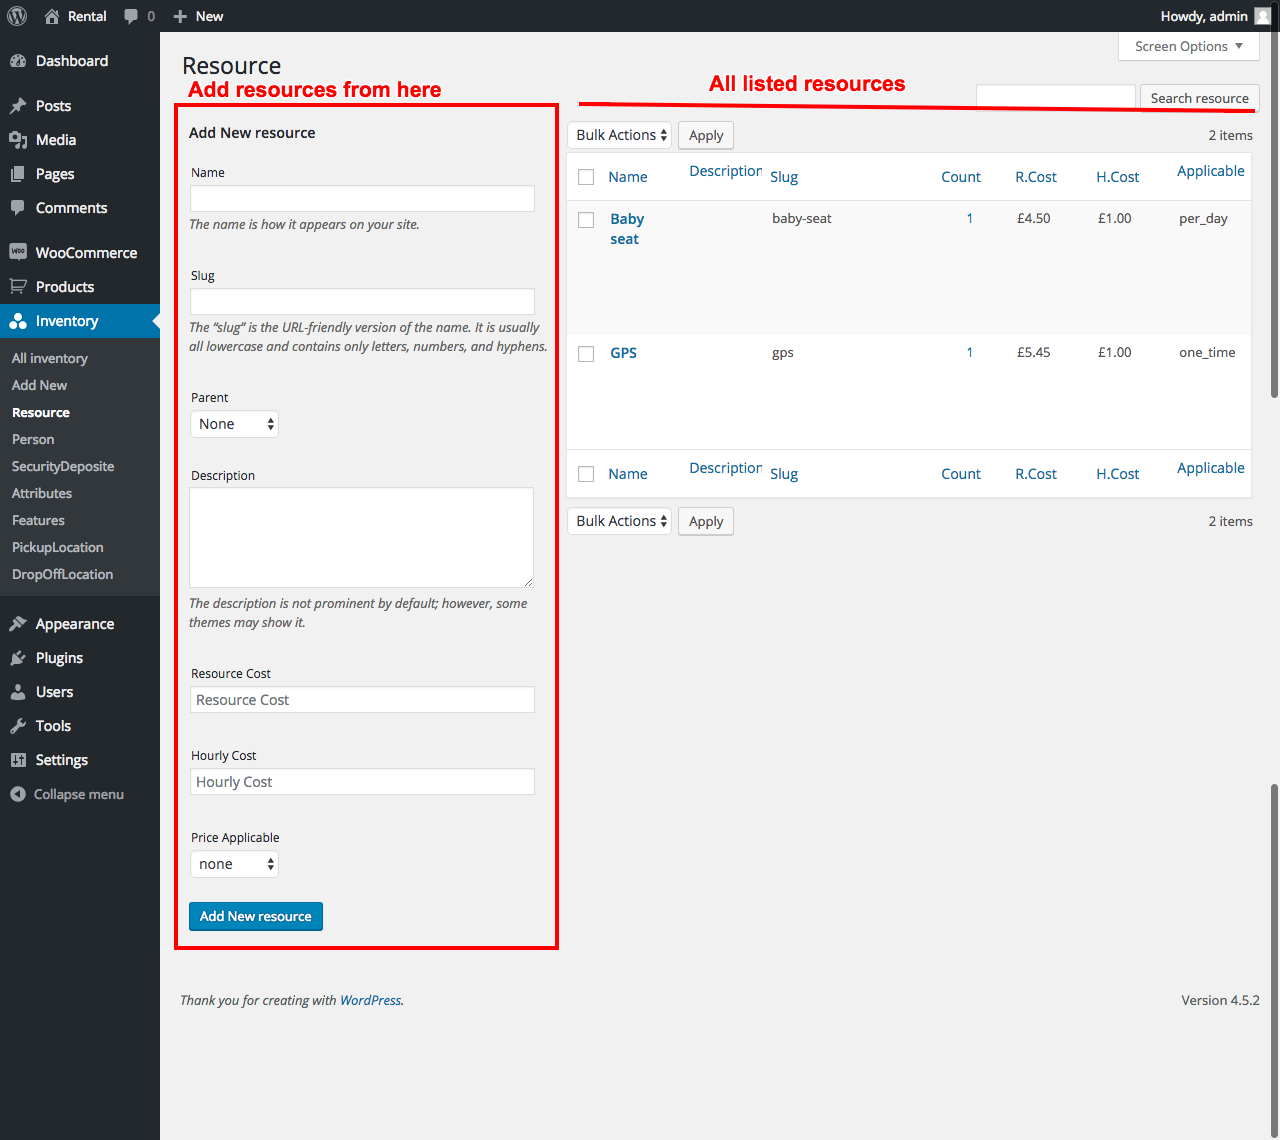 Rental
0
New
Howdy, admin
Dashboard
Posts
Media
Pages
Comments
WooCommerce
Products
Inventory
All inventory
Add New
Resource
Person
SecurityDeposite
Attributes
Features
PickupLocation
DropOffLocation
Appearance
Plugins
Users
Tools
Settings
Collapse menu
Screen Options
Resource
Add resources from here
All listed resources
Search resource
Add New resource
Name
The name is how it appears on your site.
Slug
The “slug” is the URL-friendly version of the name. It is usually
all lowercase and contains only letters, numbers, and hyphens.
Parent
None
Description
The description is not prominent by default; however, some
themes may show it.
Resource Cost
Resource Cost
Hourly Cost
Hourly Cost
Price Applicable
none
Add New resource
Bulk Actions Apply 2 items
Name Description Slug Count R.Cost H.Cost Applicable
Baby baby-seat 1 £4.50 £1.00 per_day
seat
GPS gps 1 £5.45 £1.00 one_time
Name Description Slug Count R.Cost H.Cost Applicable
Bulk Actions Apply 2 items
Thank you for creating with WordPress.
Version 4.5.2